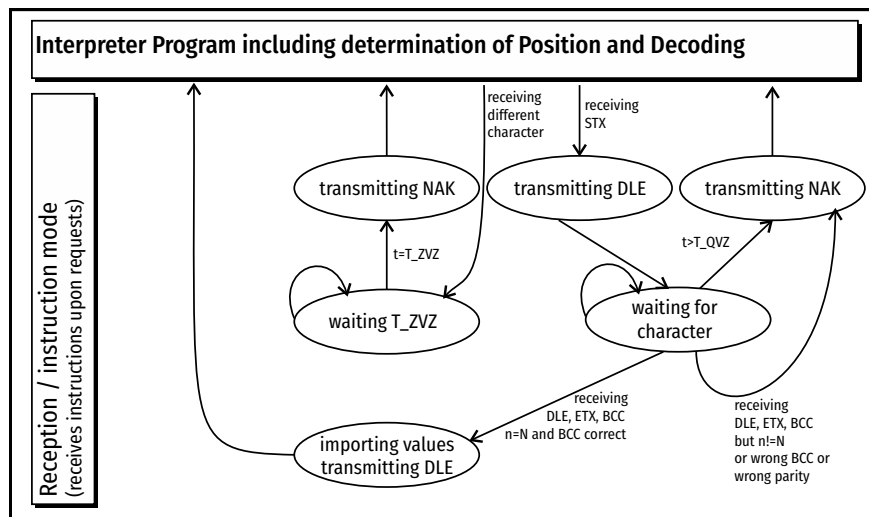 Interpreter Program including determination of Position and Decoding
Reception / instruction mode
(receives instructions upon requests)
receiving
different
character
receiving
STX
transmitting NAK
transmitting DLE
transmitting NAK
t=T_ZVZ
t>T_QVZ
waiting T_ZVZ
waiting for
character
receiving
DLE, ETX, BCC
n=N and BCC correct
receiving
DLE, ETX, BCC
but n!=N
or wrong BCC or
wrong parity
importing values
transmitting DLE